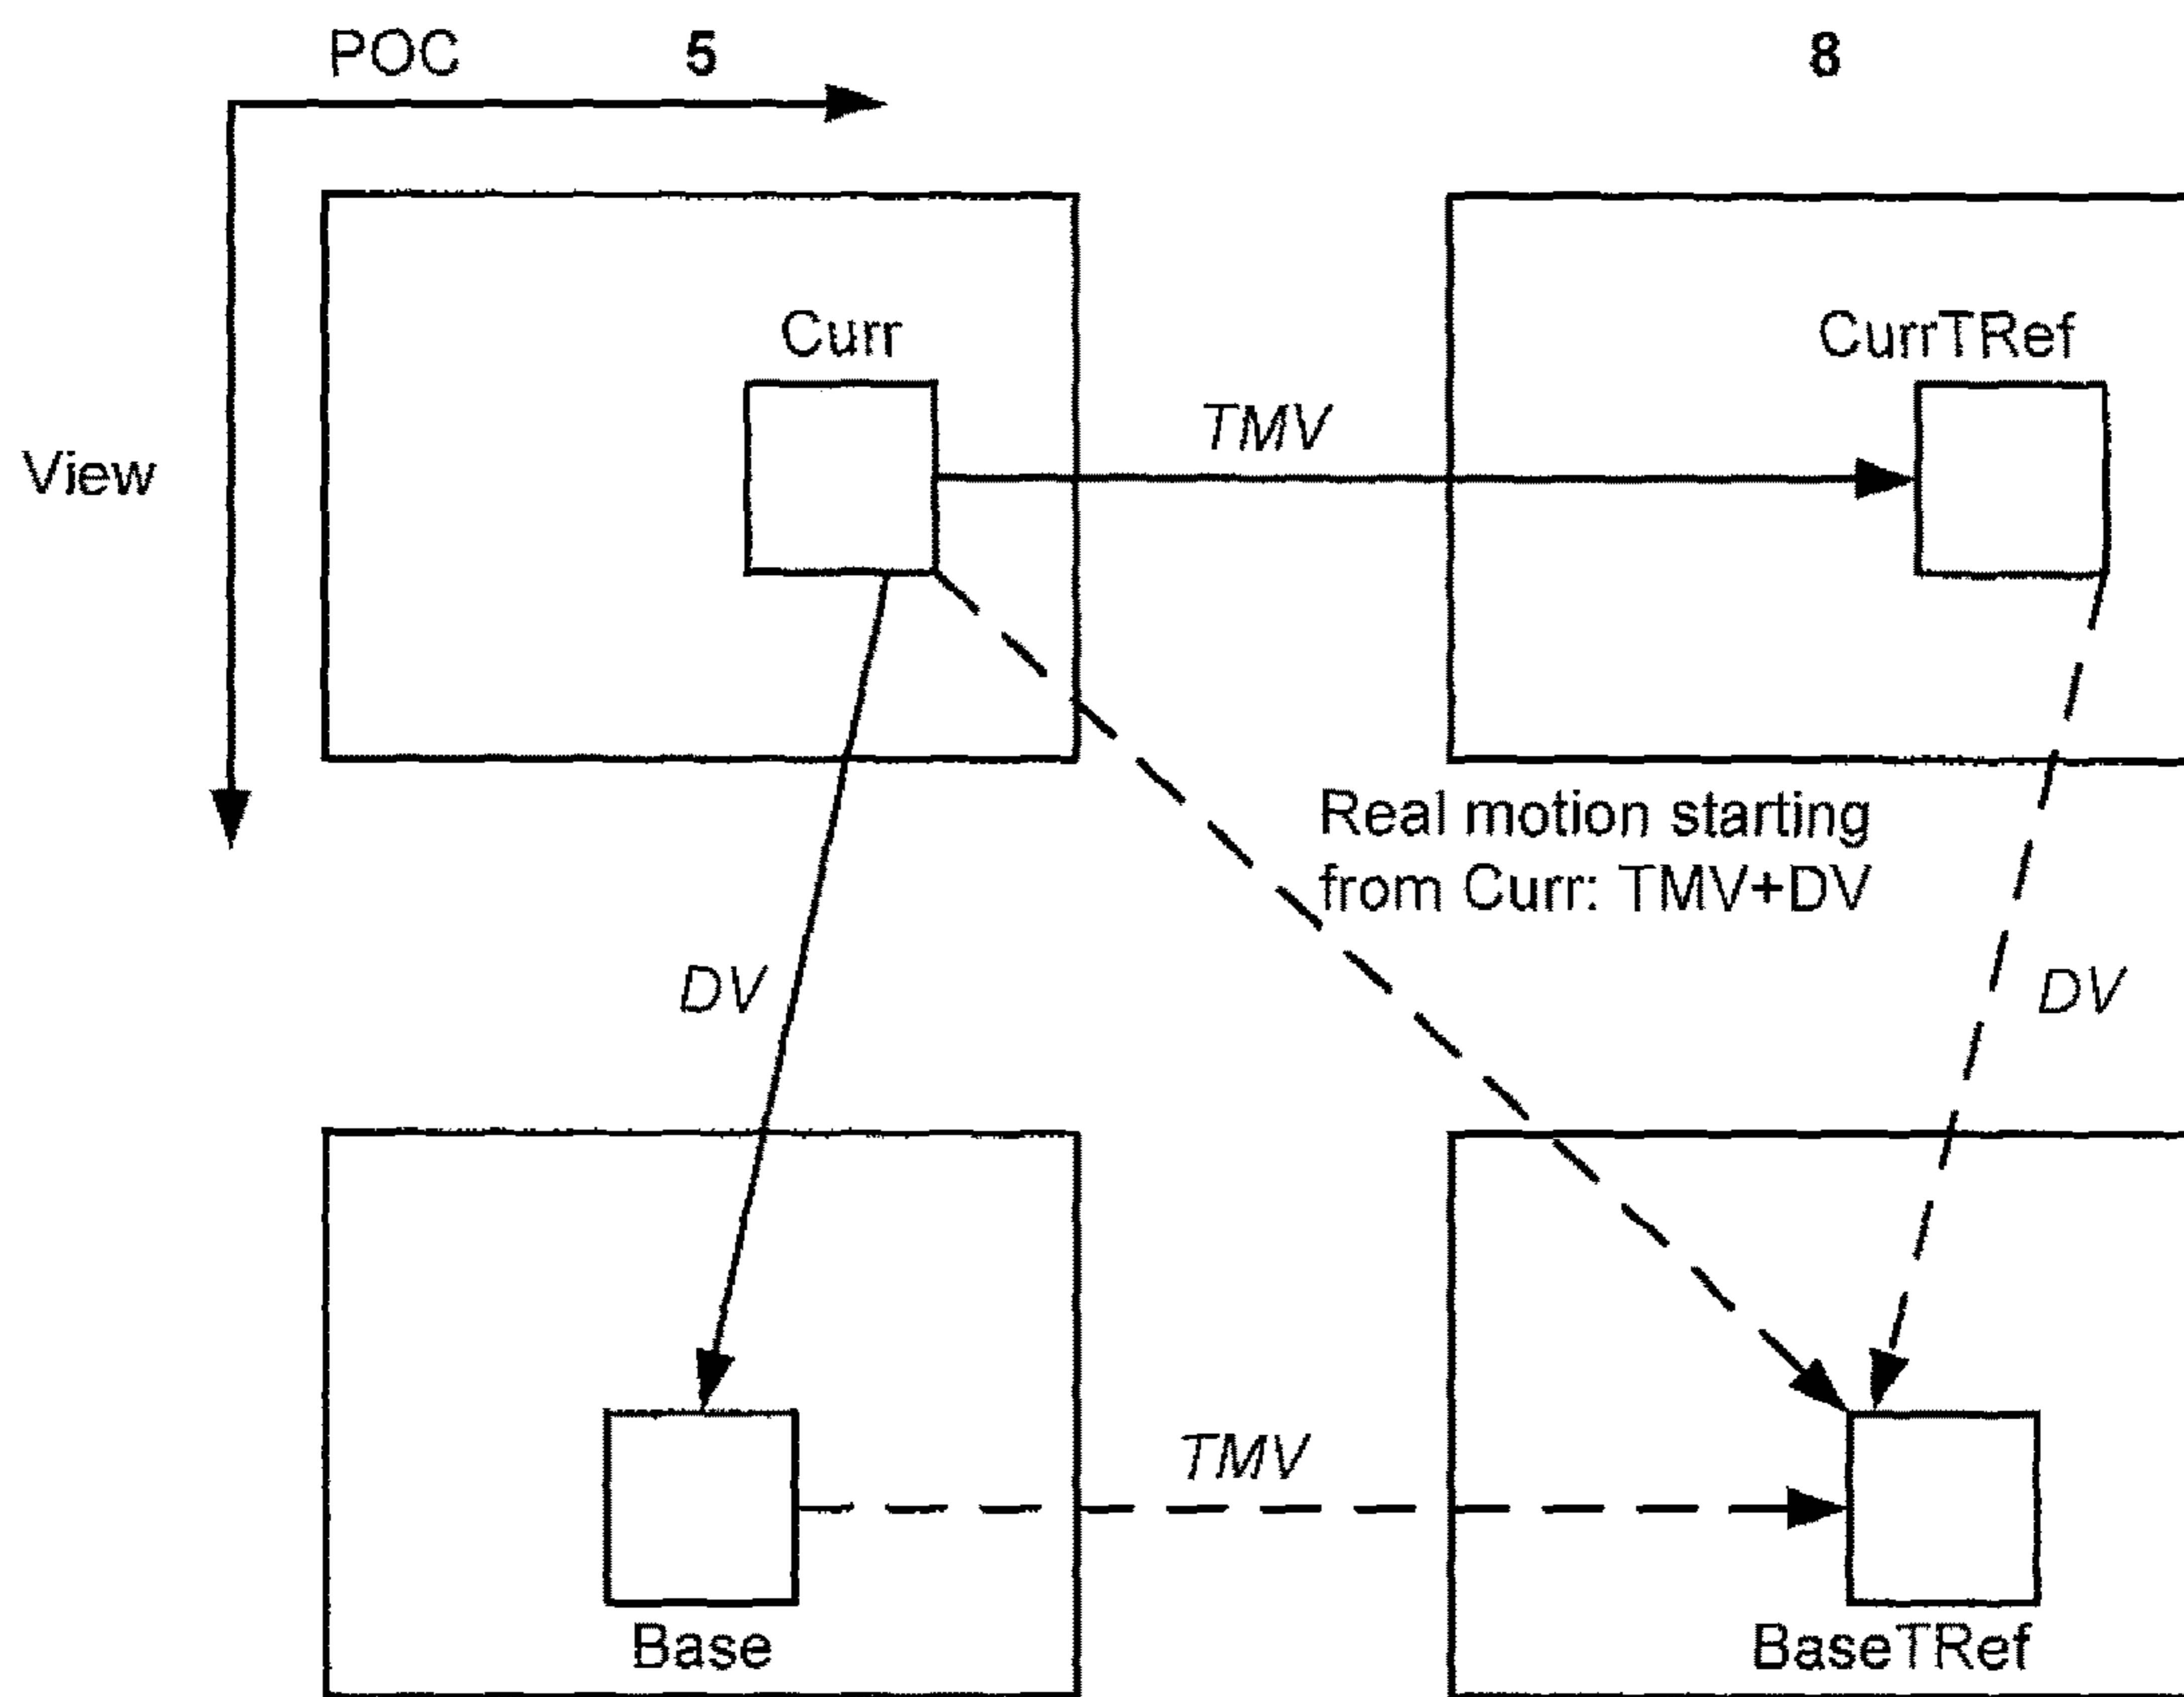 POC 5 8
Curr
CurrTRef
TMV
View
Real motion starting
from Curr: TMV+DV
DV
DV
TMV
Base
BaseTRef